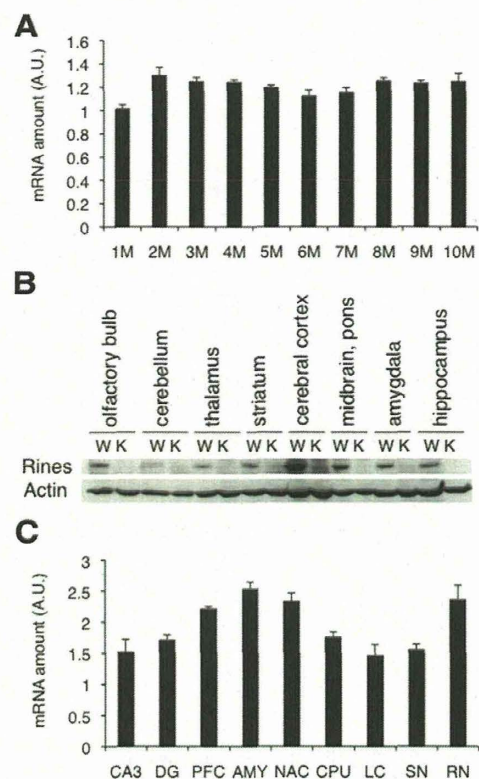 A
mRNA amount (A.U.)
1.6
1.4
1.2
1
0.8
0.6
0.4
0.2
0
1M 2M 3M 4M 5M 6M 7M 8M 9M 10M
B
olfactory bulb
cerebellum
thalamus
striatum
cerebral cortex
midbrain, pons
amygdala
hippocampus
W K W K W K W K W K W K W K W K
Rines
Actin
C
mRNA amount (A.U.)
3
2.5
2
1.5
1
0.5
0
CA3 DG PFC AMY NAC CPU LC SN RN